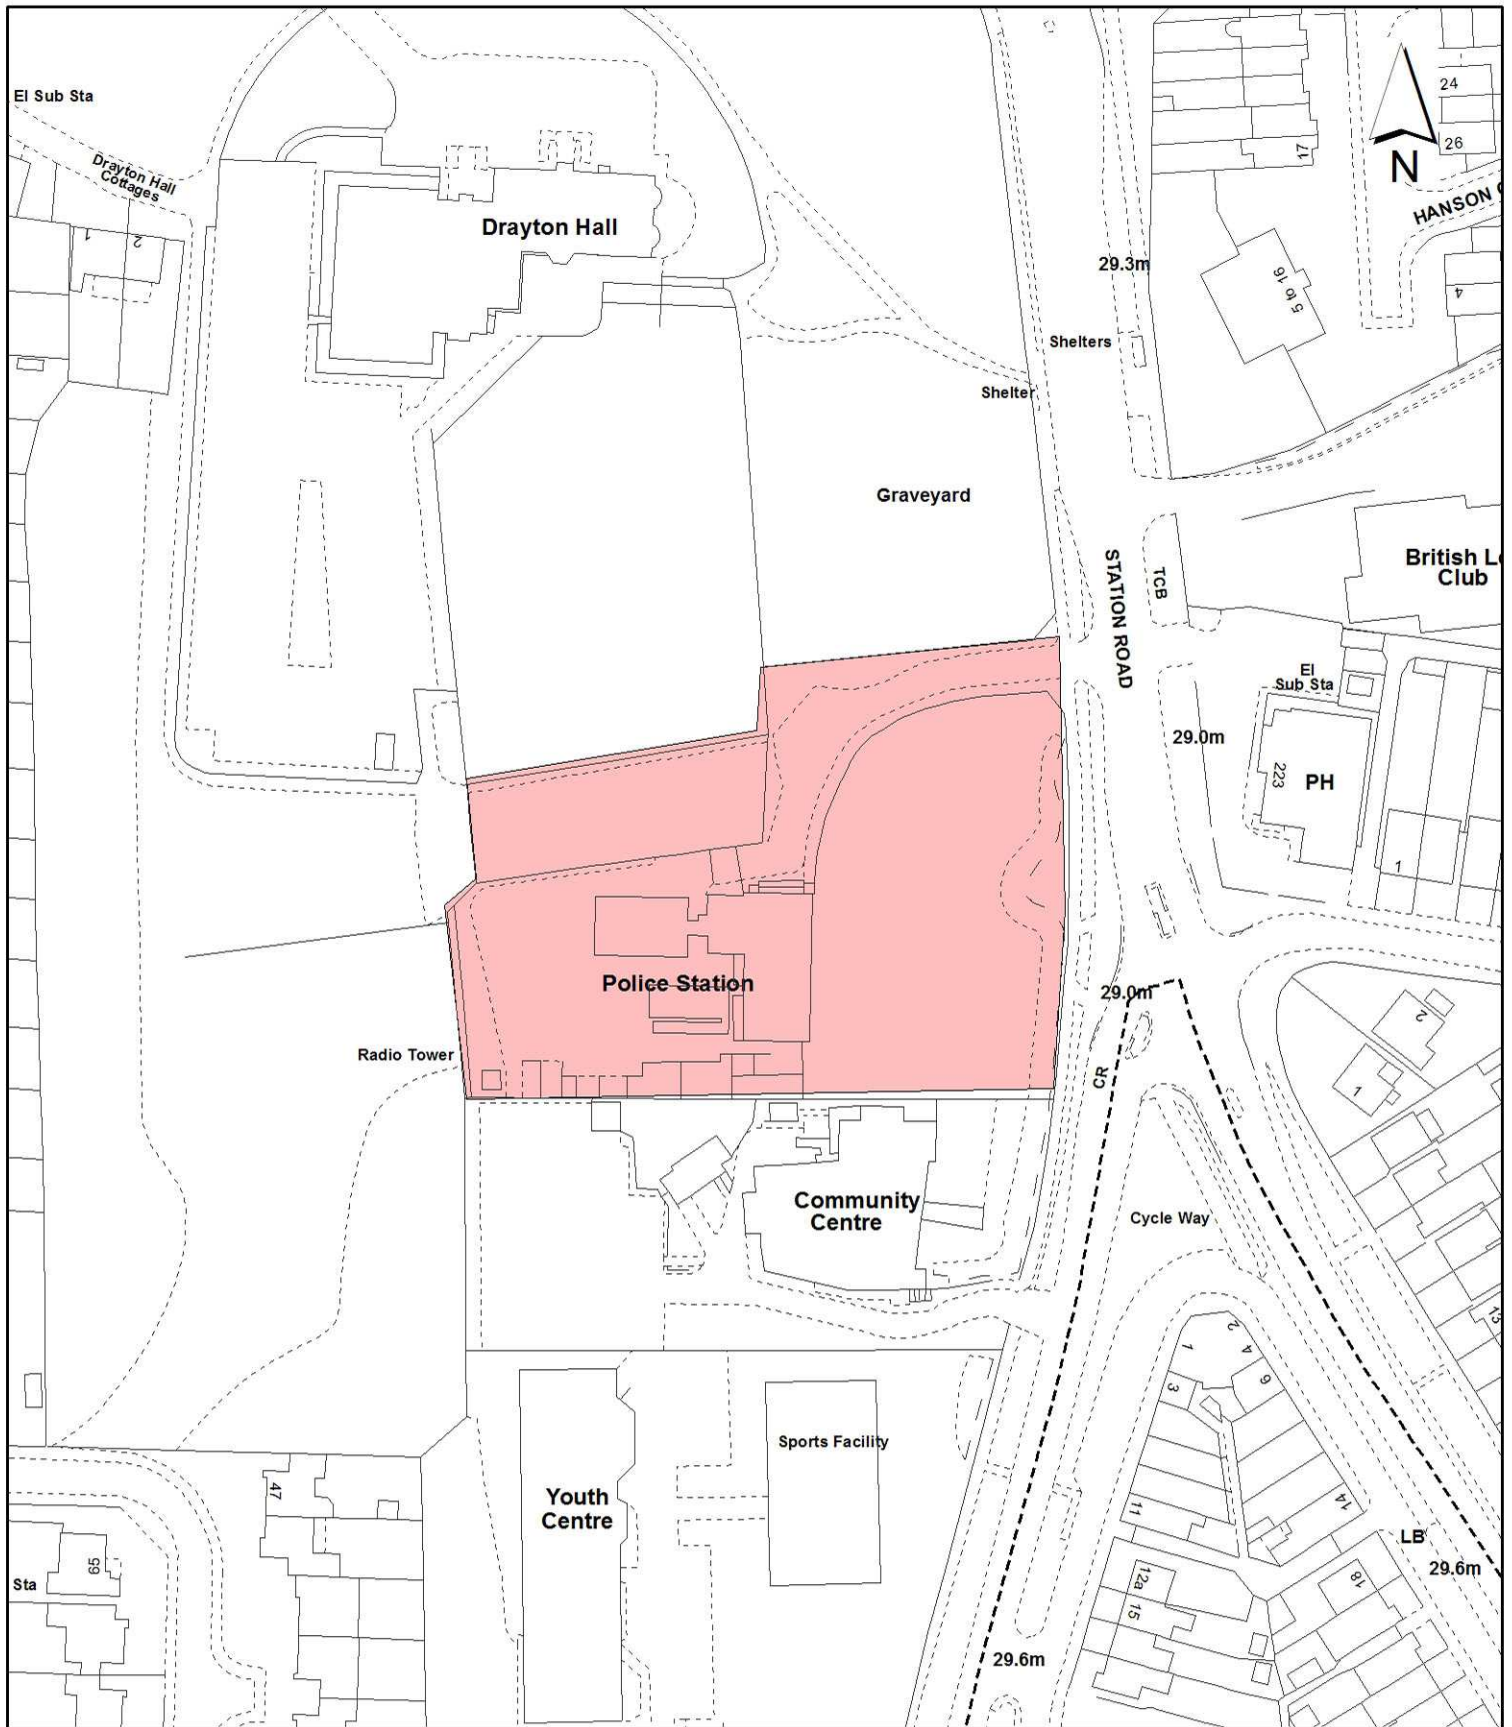 El Sub Sta
24
26
N
17
Drayton Hall
Cottages
1
2
HANSON
Drayton Hall
29.3m
5 to 16
4
Shelters
Shelter
Graveyard
STATION ROAD
TCB
British L
Club
El
Sub Sta
29.0m
223
PH
1
Police Station
29.0m
2
Radio Tower
CR
1
Community
Centre
Cycle Way
13
1
2
4
3
6
Sports Facility
47
Youth
Centre
11
14
LB
65
Sta
12a
18
29.6m
15
29.6m